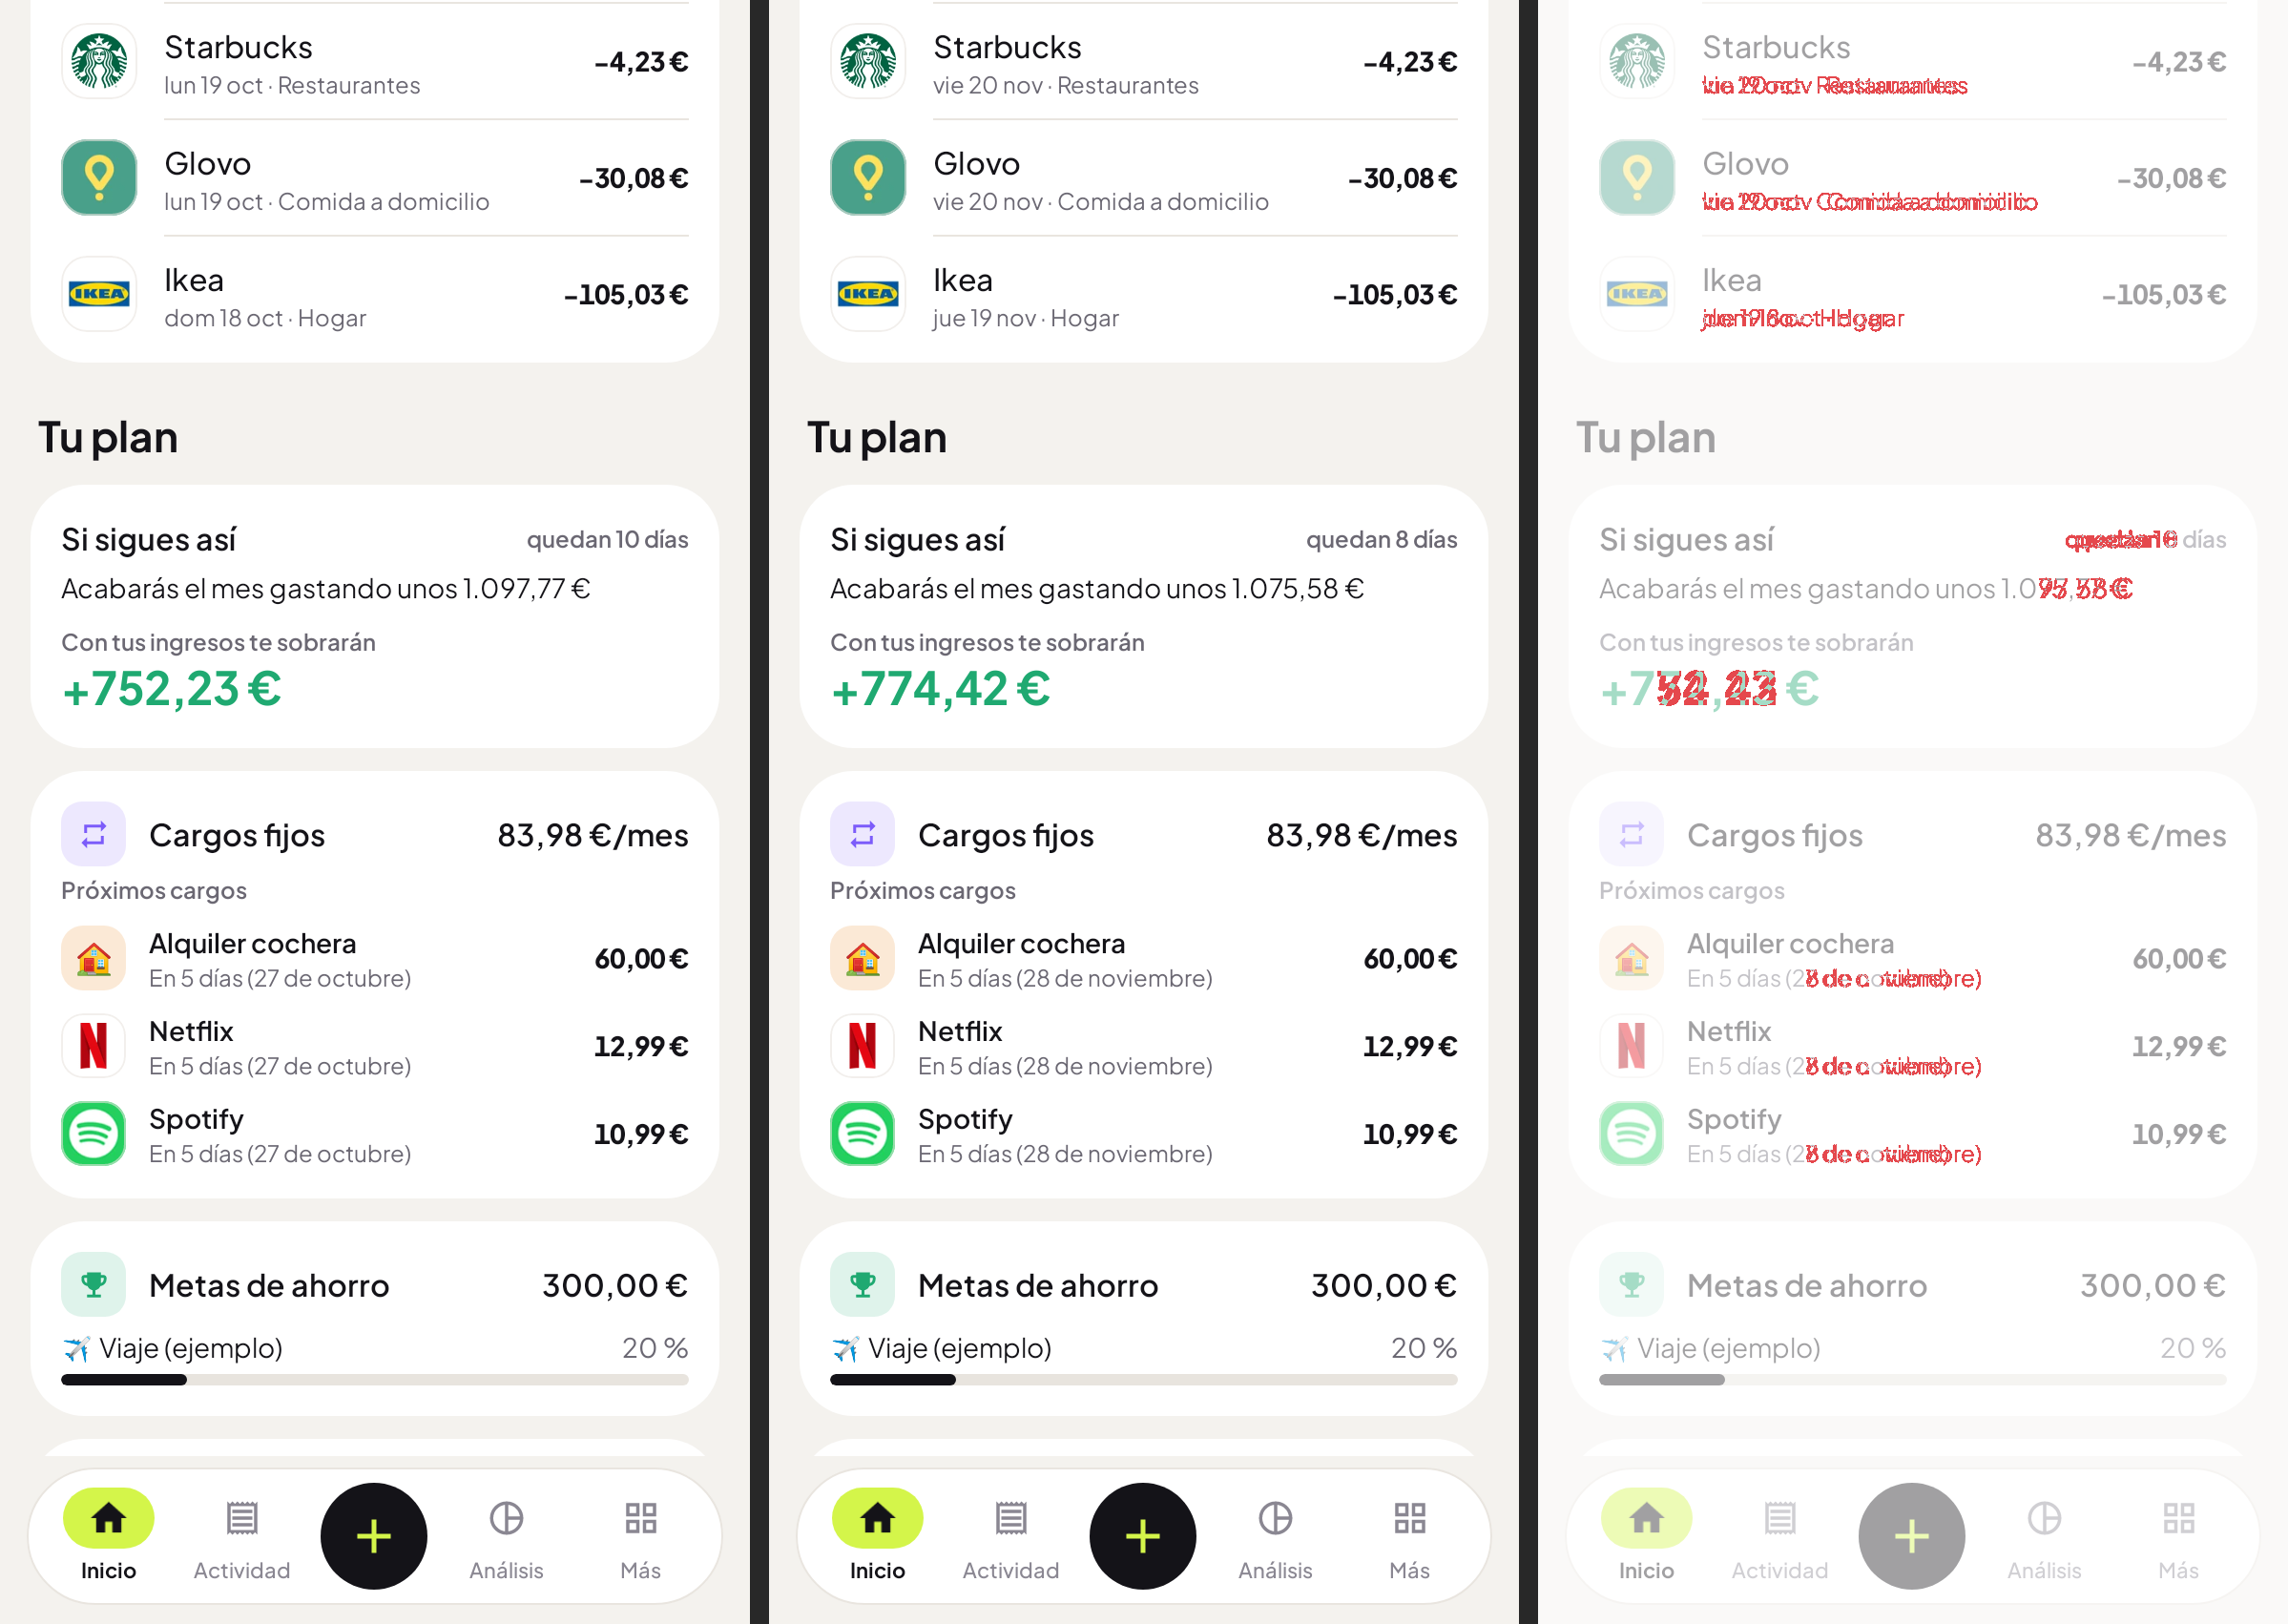 Starbucks
-4,23 €
lun 19 oct · Restaurantes
Glovo
-30,08 €
lun 19 oct · Comida a domicilio
IKEA
Ikea
-105,03 €
dom 18 oct · Hogar
Tu plan
Si sigues así
quedan 10 días
Acabarás el mes gastando unos 1.097,77 €
Con tus ingresos te sobrarán
+752,23 €
Cargos fijos
83,98 €/mes
Próximos cargos
Alquiler cochera
60,00 €
En 5 días (27 de octubre)
Netflix
12,99 €
En 5 días (27 de octubre)
Spotify
10,99 €
En 5 días (27 de octubre)
Metas de ahorro
300,00 €
Viaje (ejemplo)
20 %
Inicio
Actividad
Análisis
Más
Starbucks
-4,23 €
vie 20 nov · Restaurantes
Glovo
-30,08 €
vie 20 nov · Comida a domicilio
IKEA
Ikea
-105,03 €
jue 19 nov · Hogar
Tu plan
Si sigues así
quedan 8 días
Acabarás el mes gastando unos 1.075,58 €
Con tus ingresos te sobrarán
+774,42 €
Cargos fijos
83,98 €/mes
Próximos cargos
Alquiler cochera
60,00 €
En 5 días (28 de noviembre)
Netflix
12,99 €
En 5 días (28 de noviembre)
Spotify
10,99 €
En 5 días (28 de noviembre)
Metas de ahorro
300,00 €
Viaje (ejemplo)
20 %
Inicio
Actividad
Análisis
Más
Starbucks
-4,23 €
Glovo
-30,08 €
IKEA
Ikea
-105,03 €
Tu plan
Si sigues así
días
Acabarás el mes gastando unos
Con tus ingresos te sobrarán
Cargos fijos
83,98 €/mes
Próximos cargos
Alquiler cochera
60,00 €
En 5 días
Netflix
12,99 €
En 5 días
Spotify
10,99 €
En 5 días
Metas de ahorro
300,00 €
Viaje (ejemplo)
20 %
Inicio
Actividad
Análisis
Más